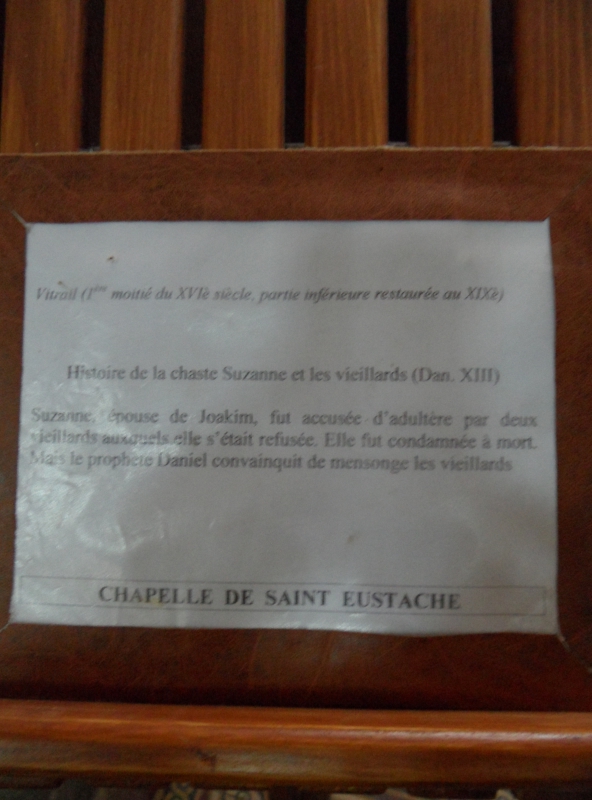 Vitrail (1ère moitié du XVIè siècle, partie inférieure restaurée au XIXè)
Histoire de la chaste Suzanne et les vieillards (Dan. XIII)
Suzanne, épouse de Joakim, fut accusée d'adultère par deux
vieillards auxquels elle s'était refusée. Elle fut condamnée à mort.
Mais le prophète Daniel convainquit de mensonge les vieillards
CHAPELLE DE SAINT EUSTACHE